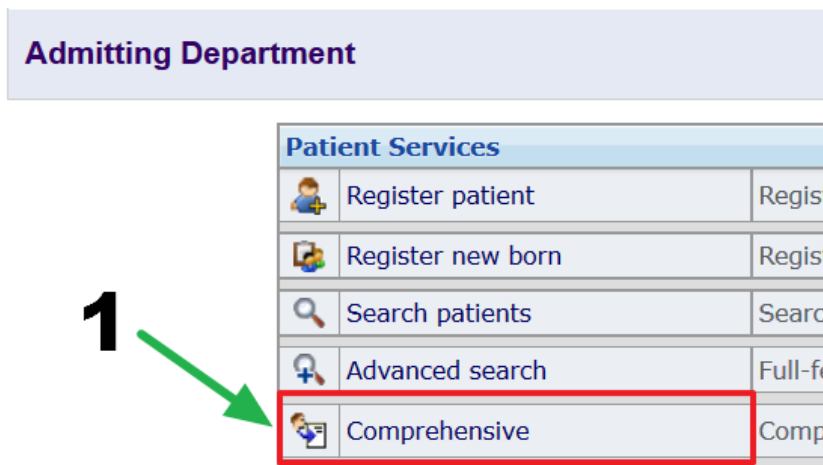 Admitting Department
Patient Services
Register patient
Register new born
Search patients
1
Advanced search
Comprehensive